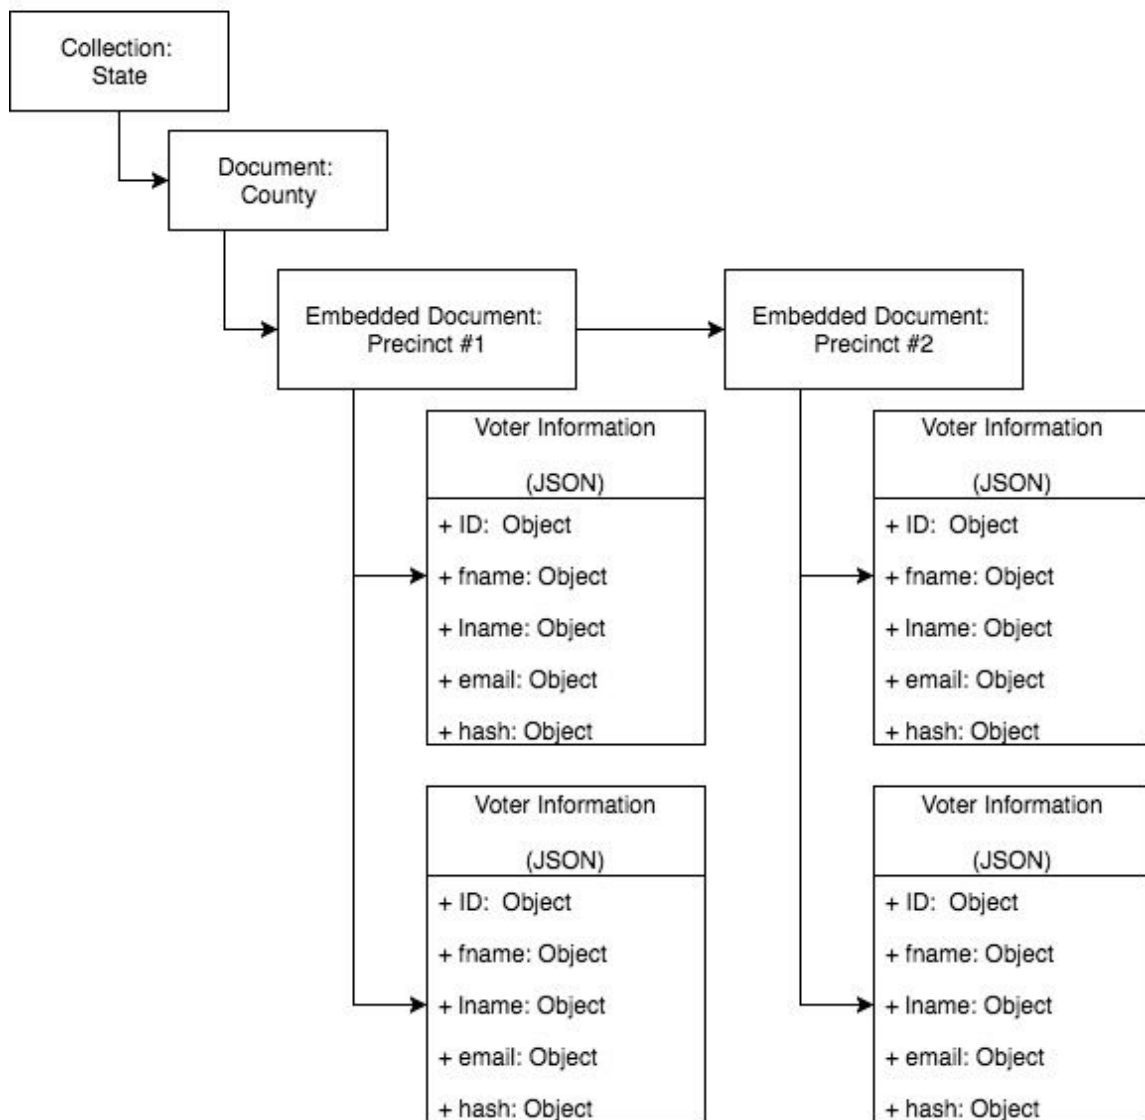 Collection:
State
Document:
County
Embedded Document:
Precinct #1
Embedded Document:
Precinct #2
Voter Information
(JSON)
+ ID:  Object
+ fname: Object
+ lname: Object
+ email: Object
+ hash: Object
Voter Information
(JSON)
+ ID:  Object
+ fname: Object
+ lname: Object
+ email: Object
+ hash: Object
Voter Information
(JSON)
+ ID:  Object
+ fname: Object
+ lname: Object
+ email: Object
+ hash: Object
Voter Information
(JSON)
+ ID:  Object
+ fname: Object
+ lname: Object
+ email: Object
+ hash: Object